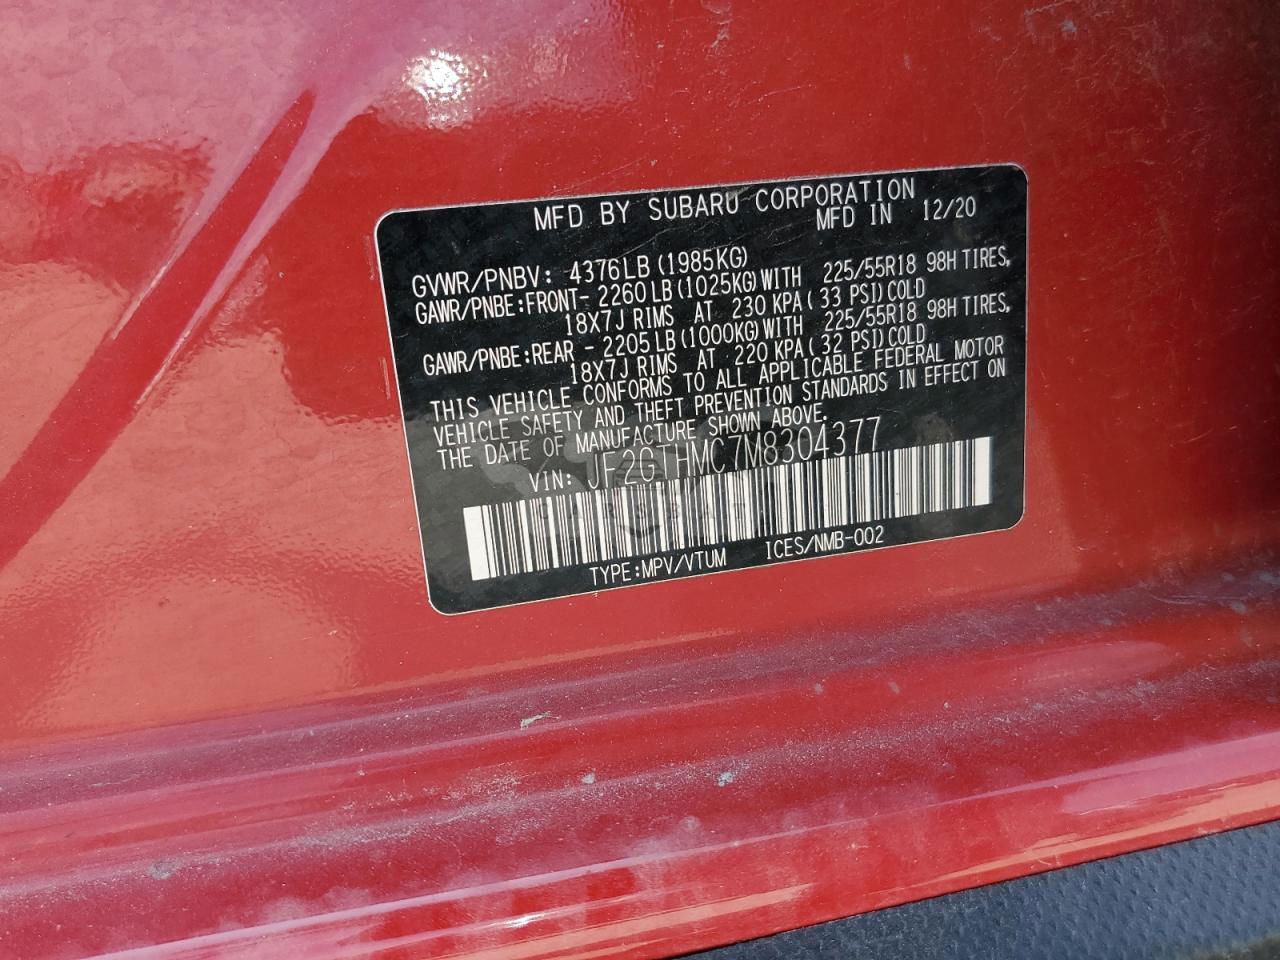 MFD BY SUBARU CORPORATION
MFD IN 12/20
GVWR/PNBV: 4376LB (1985KG)
GAWR/PNBE:FRONT- 2260 LB (1025KG) WITH 225/55R18 98H TIRES,
18X7J RIMS AT 230 KPA ( 33 PSI) COLD
GAWR/PNBE:REAR - 2205 LB (1000KG) WITH 225/55R18 98H TIRES,
18X7J RIMS AT 220 KPA ( 32 PSI) COLD
THIS VEHICLE CONFORMS TO ALL APPLICABLE FEDERAL MOTOR
VEHICLE SAFETY AND THEFT PREVENTION STANDARDS IN EFFECT ON
THE DATE OF MANUFACTURE SHOWN ABOVE.
VIN: JF2GTHMC7M8304377
TYPE:MPV/VTUM ICES/NMB-002